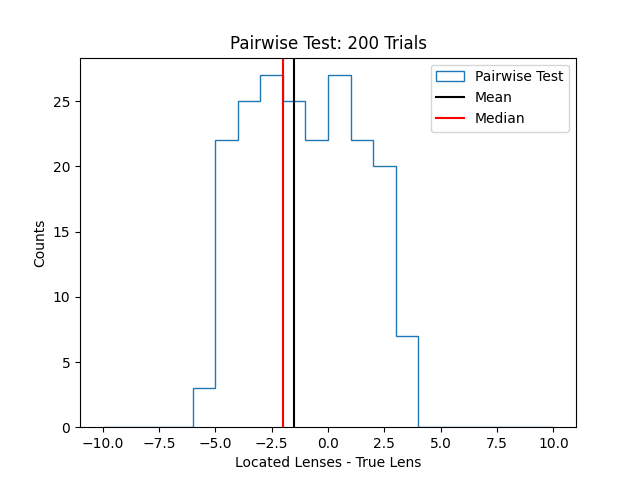 Pairwise Test: 200 Trials
Pairwise Test
Mean
Median
Counts
25
20
15
10
5
0
−10.0 −7.5 −5.0 −2.5 0.0 2.5 5.0 7.5 10.0
Located Lenses - True Lens